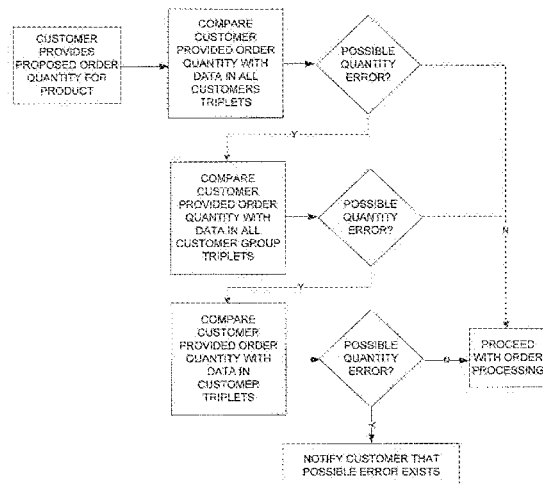 CUSTOMER
PROVIDES
PROPOSED ORDER
QUANTITY FOR
PRODUCT
COMPARE
CUSTOMER
PROVIDED ORDER
QUANTITY WITH
DATA IN ALL
CUSTOMERS
TRIPLETS
POSSIBLE
QUANTITY
ERROR?
Y
COMPARE
CUSTOMER
PROVIDED ORDER
QUANTITY WITH
DATA IN ALL
CUSTOMER GROUP
TRIPLETS
POSSIBLE
QUANTITY
ERROR?
N
Y
COMPARE
CUSTOMER
PROVIDED ORDER
QUANTITY WITH
DATA IN
CUSTOMER
TRIPLETS
POSSIBLE
QUANTITY
ERROR?
N
PROCEED
WITH ORDER
PROCESSING
Y
NOTIFY CUSTOMER THAT
POSSIBLE ERROR EXISTS